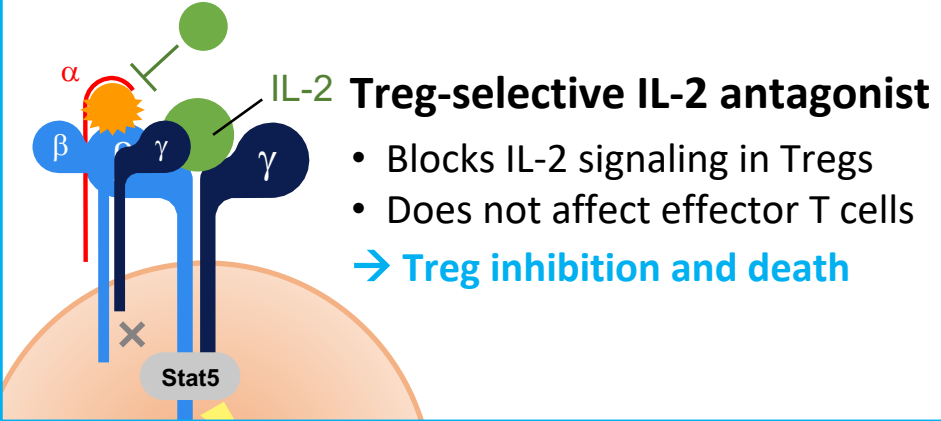 α
IL-2
Treg-selective IL-2 antagonist
β
γ
γ
• Blocks IL-2 signaling in Tregs
• Does not affect effector T cells
→ Treg inhibition and death
Stat5